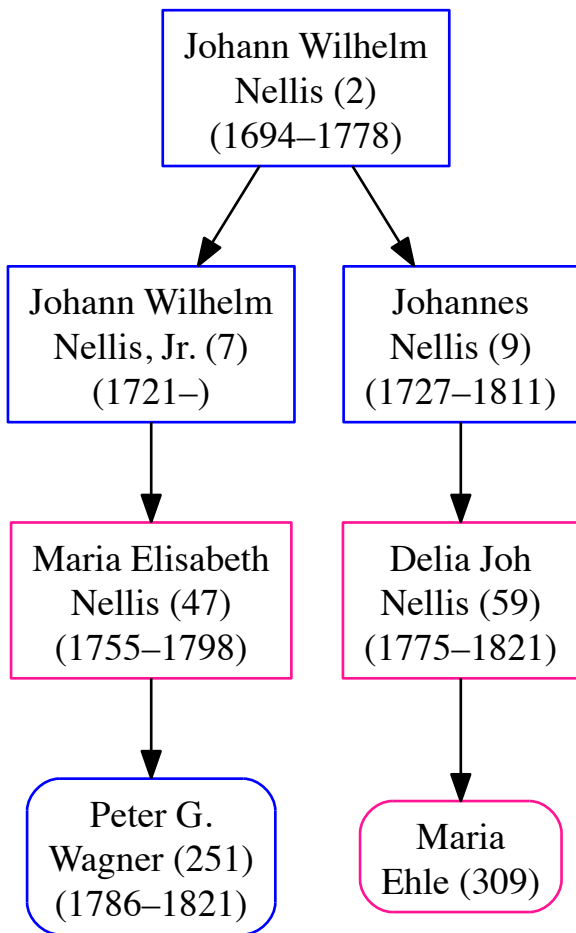 Johann Wilhelm
Nellis (2)
(1694–1778)
Johann Wilhelm
Nellis, Jr. (7)
(1721–)
Johannes
Nellis (9)
(1727–1811)
Maria Elisabeth
Nellis (47)
(1755–1798)
Delia Joh
Nellis (59)
(1775–1821)
Peter G.
Wagner (251)
(1786–1821)
Maria
Ehle (309)